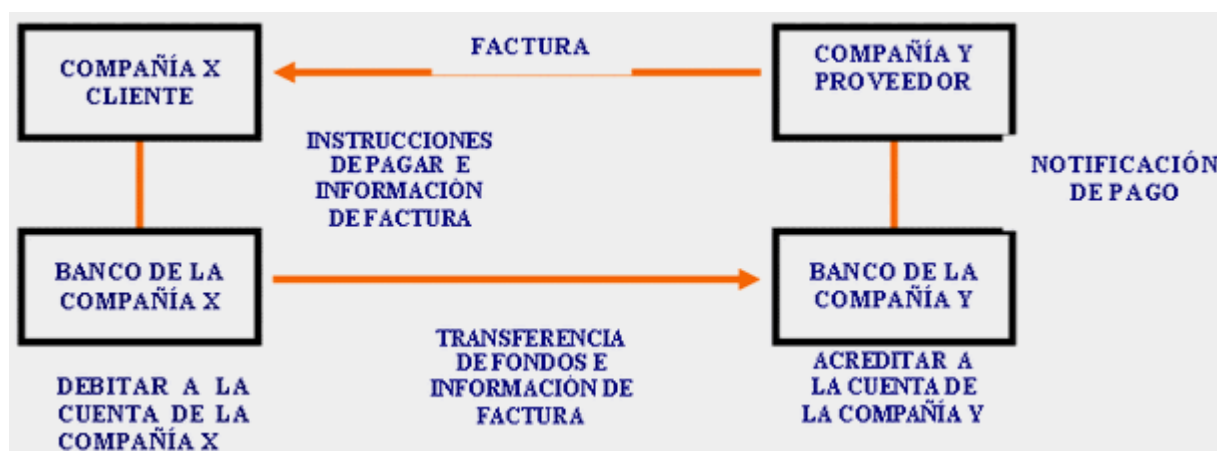 FACTURA
COMPAÑÍA X
CLIENTE
COMPAÑÍA Y
PROVEEDOR
INSTRUCCIONES
DE PAGAR E
INFORMACIÓN
DE FACTURA
NOTIFICACIÓN
DE PAGO
BANCO DE LA
COMPAÑÍA X
BANCO DE LA
COMPAÑÍA Y
TRANSFERENCIA
DE FONDOS E
INFORMACIÓN DE
FACTURA
DEBITAR A LA
CUENTA DE LA
COMPAÑÍA X
ACREDITAR A
LA CUENTA DE
LA COMPAÑÍA Y